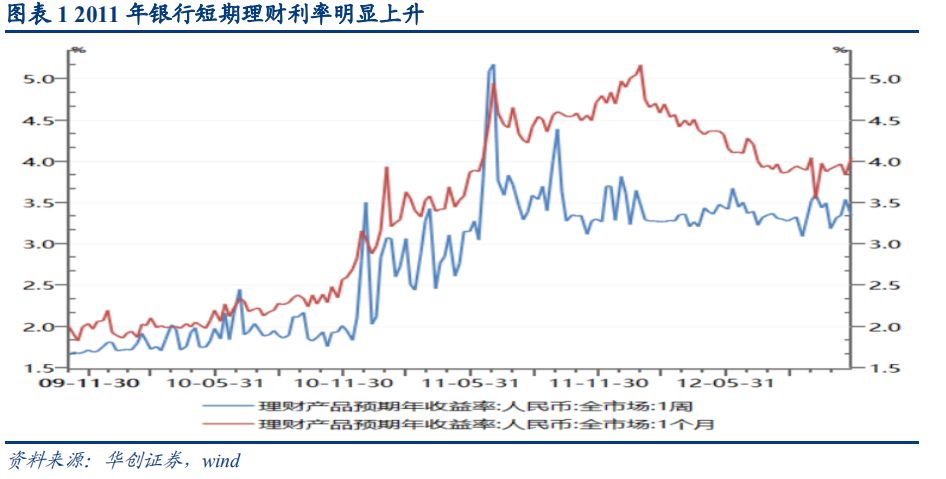 图表 1 2011 年银行短期理财利率明显上升
% %
5.0 5.0
4.5 4.5
4.0 4.0
3.5 3.5
3.0 3.0
2.5 2.5
2.0 2.0
1.5 1.5
09-11-30 10-05-31 10-11-30 11-05-31 11-11-30 12-05-31
理财产品预期年收益率:人民币:全市场:1周
理财产品预期年收益率:人民币:全市场:1个月
资料来源：华创证券，wind